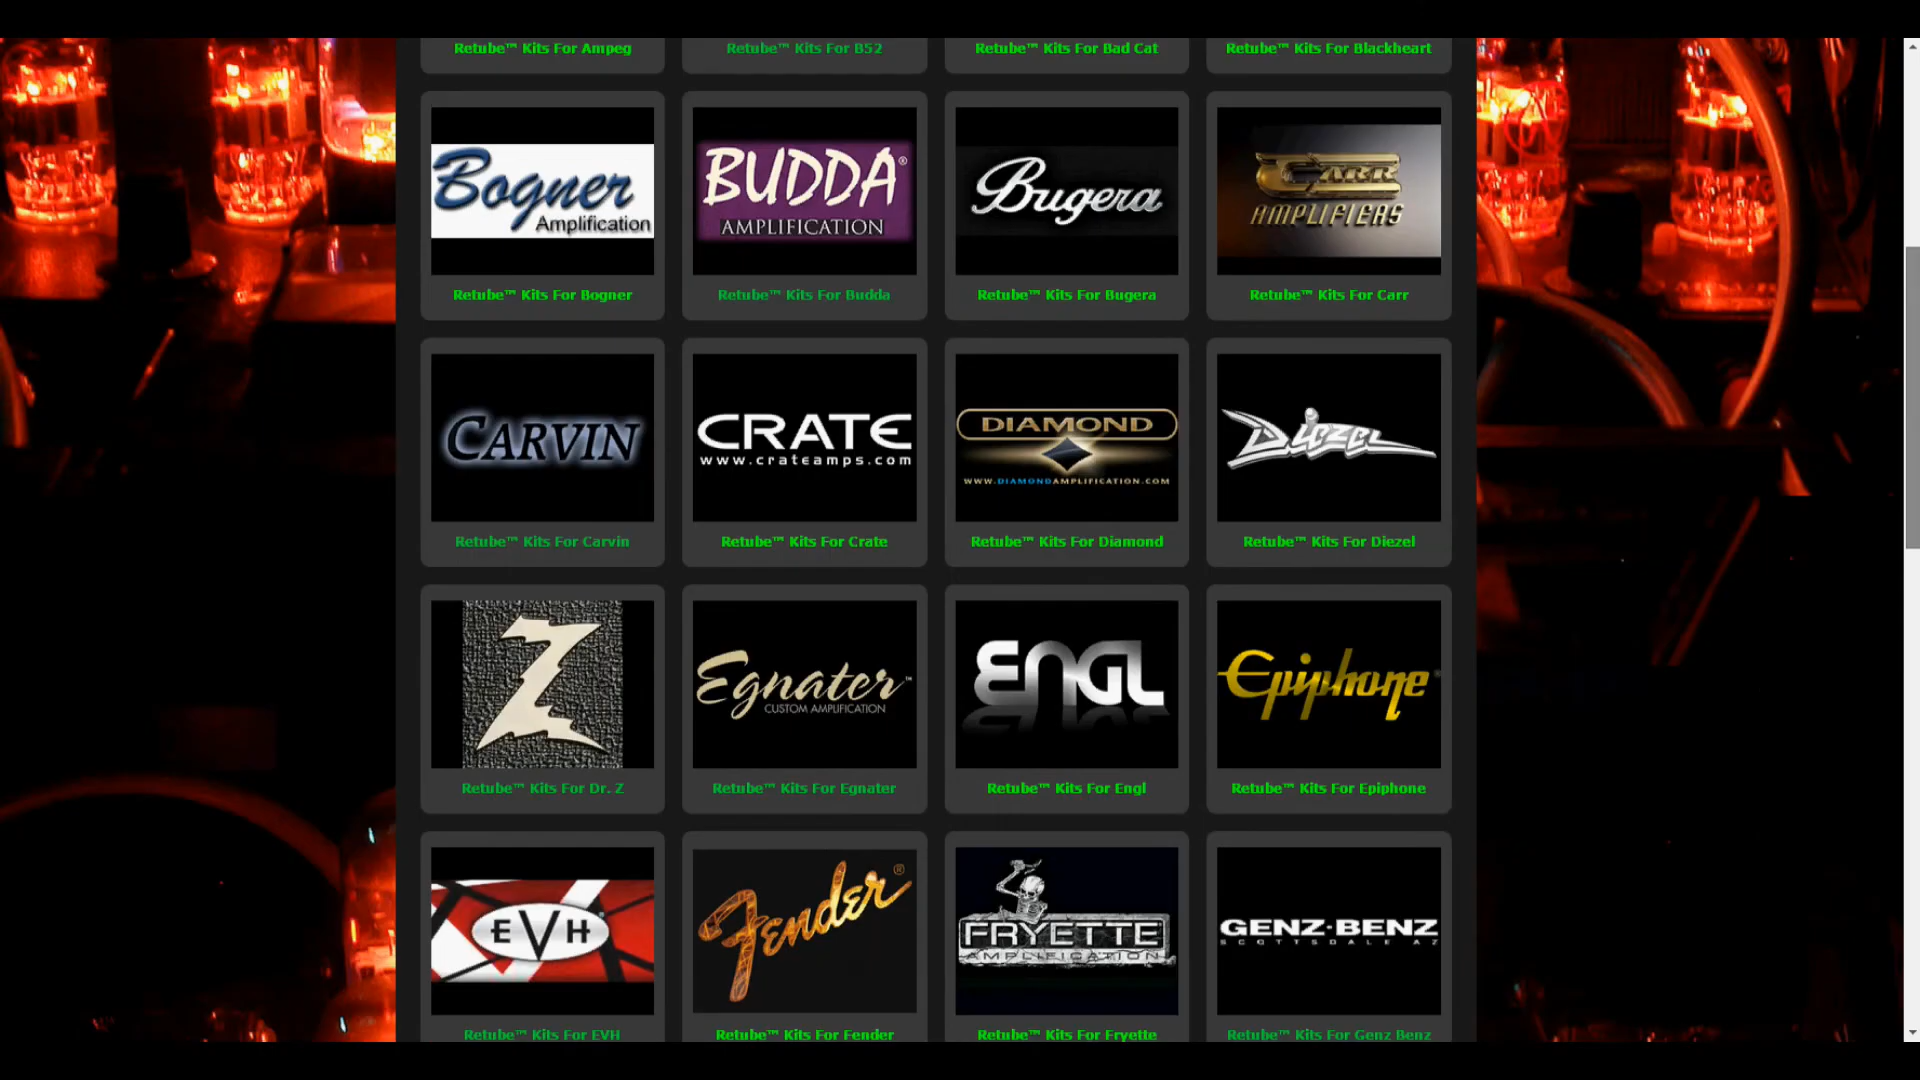 Retube™ Kits For Ampeg
Retube™ Kits For B52
Retube™ Kits For Bad Cat
Retube™ Kits For Blackheart
Bogner
Amplification
BUDDA®
AMPLIFICATION
Bugera
CARR
AMPLIFIERS
Retube™ Kits For Bogner
Retube™ Kits For Budda
Retube™ Kits For Bugera
Retube™ Kits For Carr
CARVIN
CRATE
www.crateamps.com
DIAMOND
WWW.DIAMONDAMPLIFICATION.COM
Diezel
Retube™ Kits For Carvin
Retube™ Kits For Crate
Retube™ Kits For Diamond
Retube™ Kits For Diezel
Z
Egnater™
CUSTOM AMPLIFICATION
ENGL
Epiphone
Retube™ Kits For Dr. Z
Retube™ Kits For Egnater
Retube™ Kits For Engl
Retube™ Kits For Epiphone
EVH
Fender®
FRYETTE
AMPLIFICATION
GENZ·BENZ
SCOTTSDALE AZ
Retube™ Kits For EVH
Retube™ Kits For Fender
Retube™ Kits For Fryette
Retube™ Kits For Genz Benz